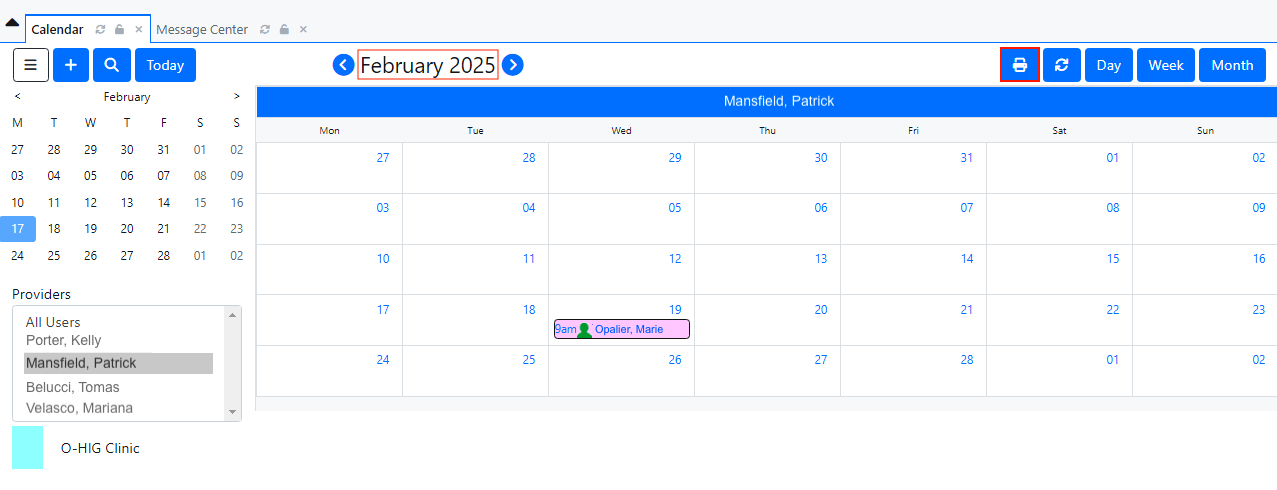 Calendar Message Center
Today February 2025 Day Week Month
< February >
M T W T F S S
27 28 29 30 31 01 02
03 04 05 06 07 08 09
10 11 12 13 14 15 16
17 18 19 20 21 22 23
24 25 26 27 28 01 02
Providers
All Users
Porter, Kelly
Mansfield, Patrick
Belucci, Tomas
Velasco, Mariana
O-HIG Clinic
Mansfield, Patrick
Mon Tue Wed Thu Fri Sat Sun
27 28 29 30 31 01 02
03 04 05 06 07 08 09
10 11 12 13 14 15 16
17 18 19 20 21 22 23
9am Opalier, Marie
24 25 26 27 28 01 02